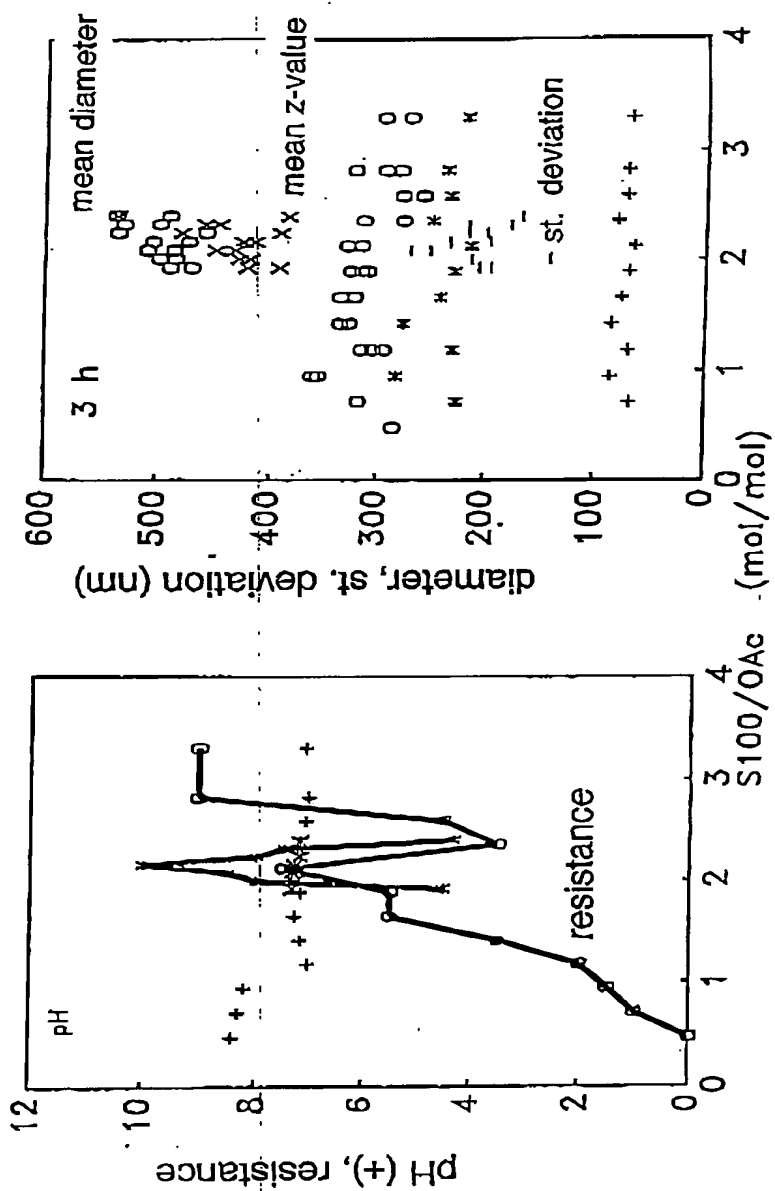 12
10
8
6
4
2
0
pH (+), resistance
pH
resistance
0
1
2
3
4
S100/OAc (mol/mol)
600
500
400
300
200
100
0
diameter, st. deviation (nm)
3 h
mean diameter
mean z-value
st. deviation
0
1
2
3
4